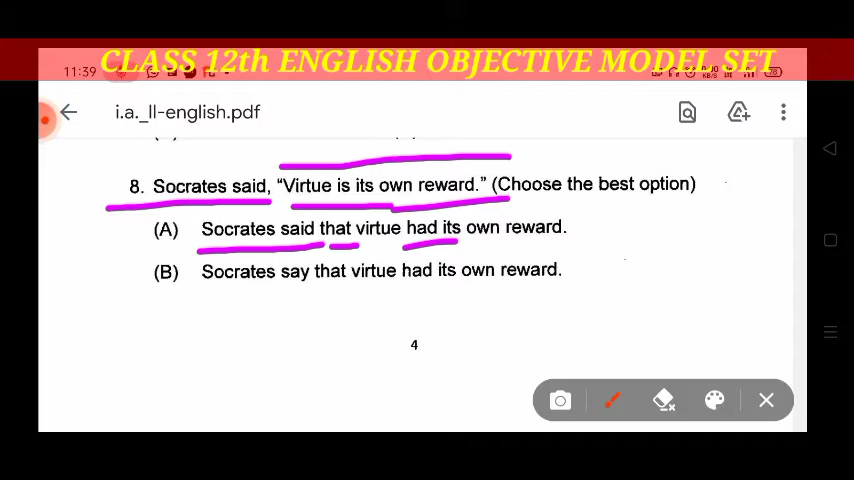 CLASS 12th ENGLISH OBJECTIVE MODEL SET
11:39
i.a._ll-english.pdf
8. Socrates said, “Virtue is its own reward.” (Choose the best option)
(A) Socrates said that virtue had its own reward.
(B) Socrates say that virtue had its own reward.
4